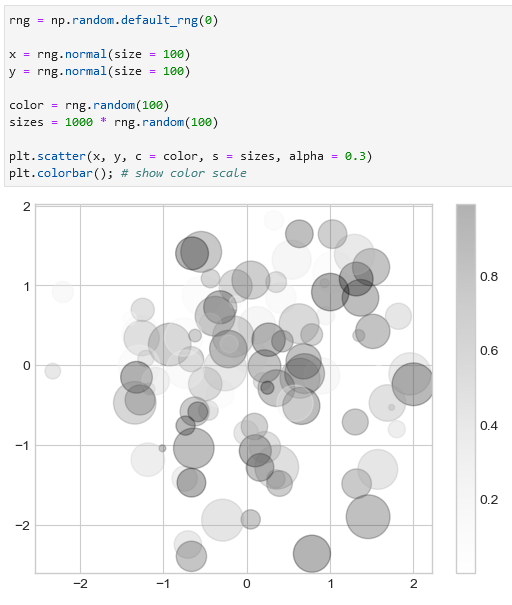 rng = np.random.default_rng(0)
x = rng.normal(size = 100)
y = rng.normal(size = 100)
color = rng.random(100)
sizes = 1000 * rng.random(100)
plt.scatter(x, y, c = color, s = sizes, alpha = 0.3)
plt.colorbar(); # show color scale
2
1
0
−1
−2
−2 −1 0 1 2
0.8
0.6
0.4
0.2